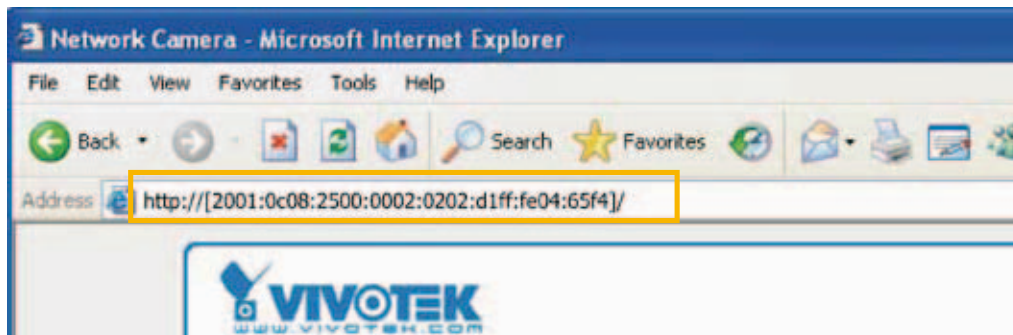 Network Camera - Microsoft Internet Explorer
File Edit View Favorites Tools Help
Back Search Favorites
Address http://[2001:0c08:2500:0002:0202:d1ff:fe04:65f4]/
VIVOTEK
www.vivotek.com